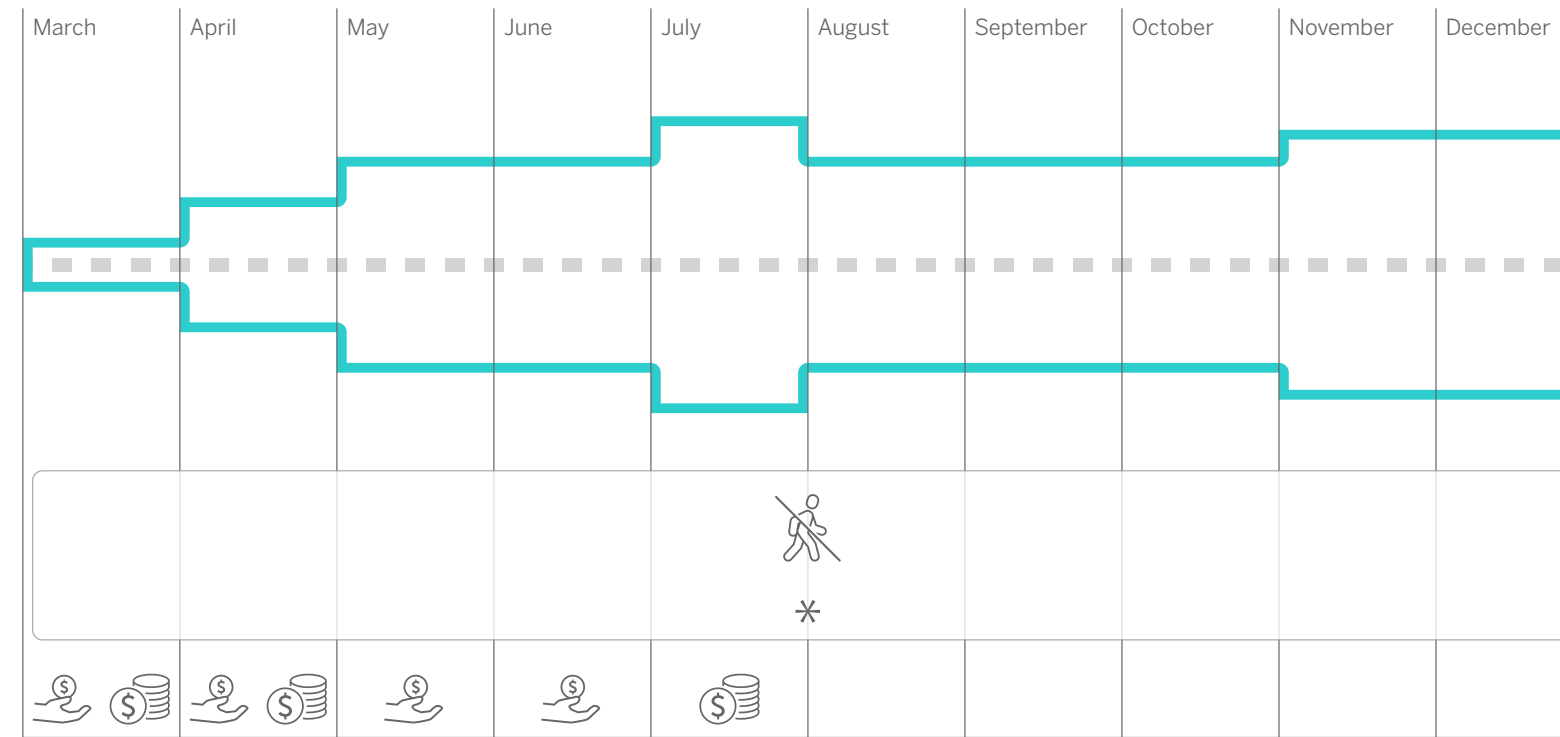 March April May June July August September October November December
*
$ $ $ $ $ $ $